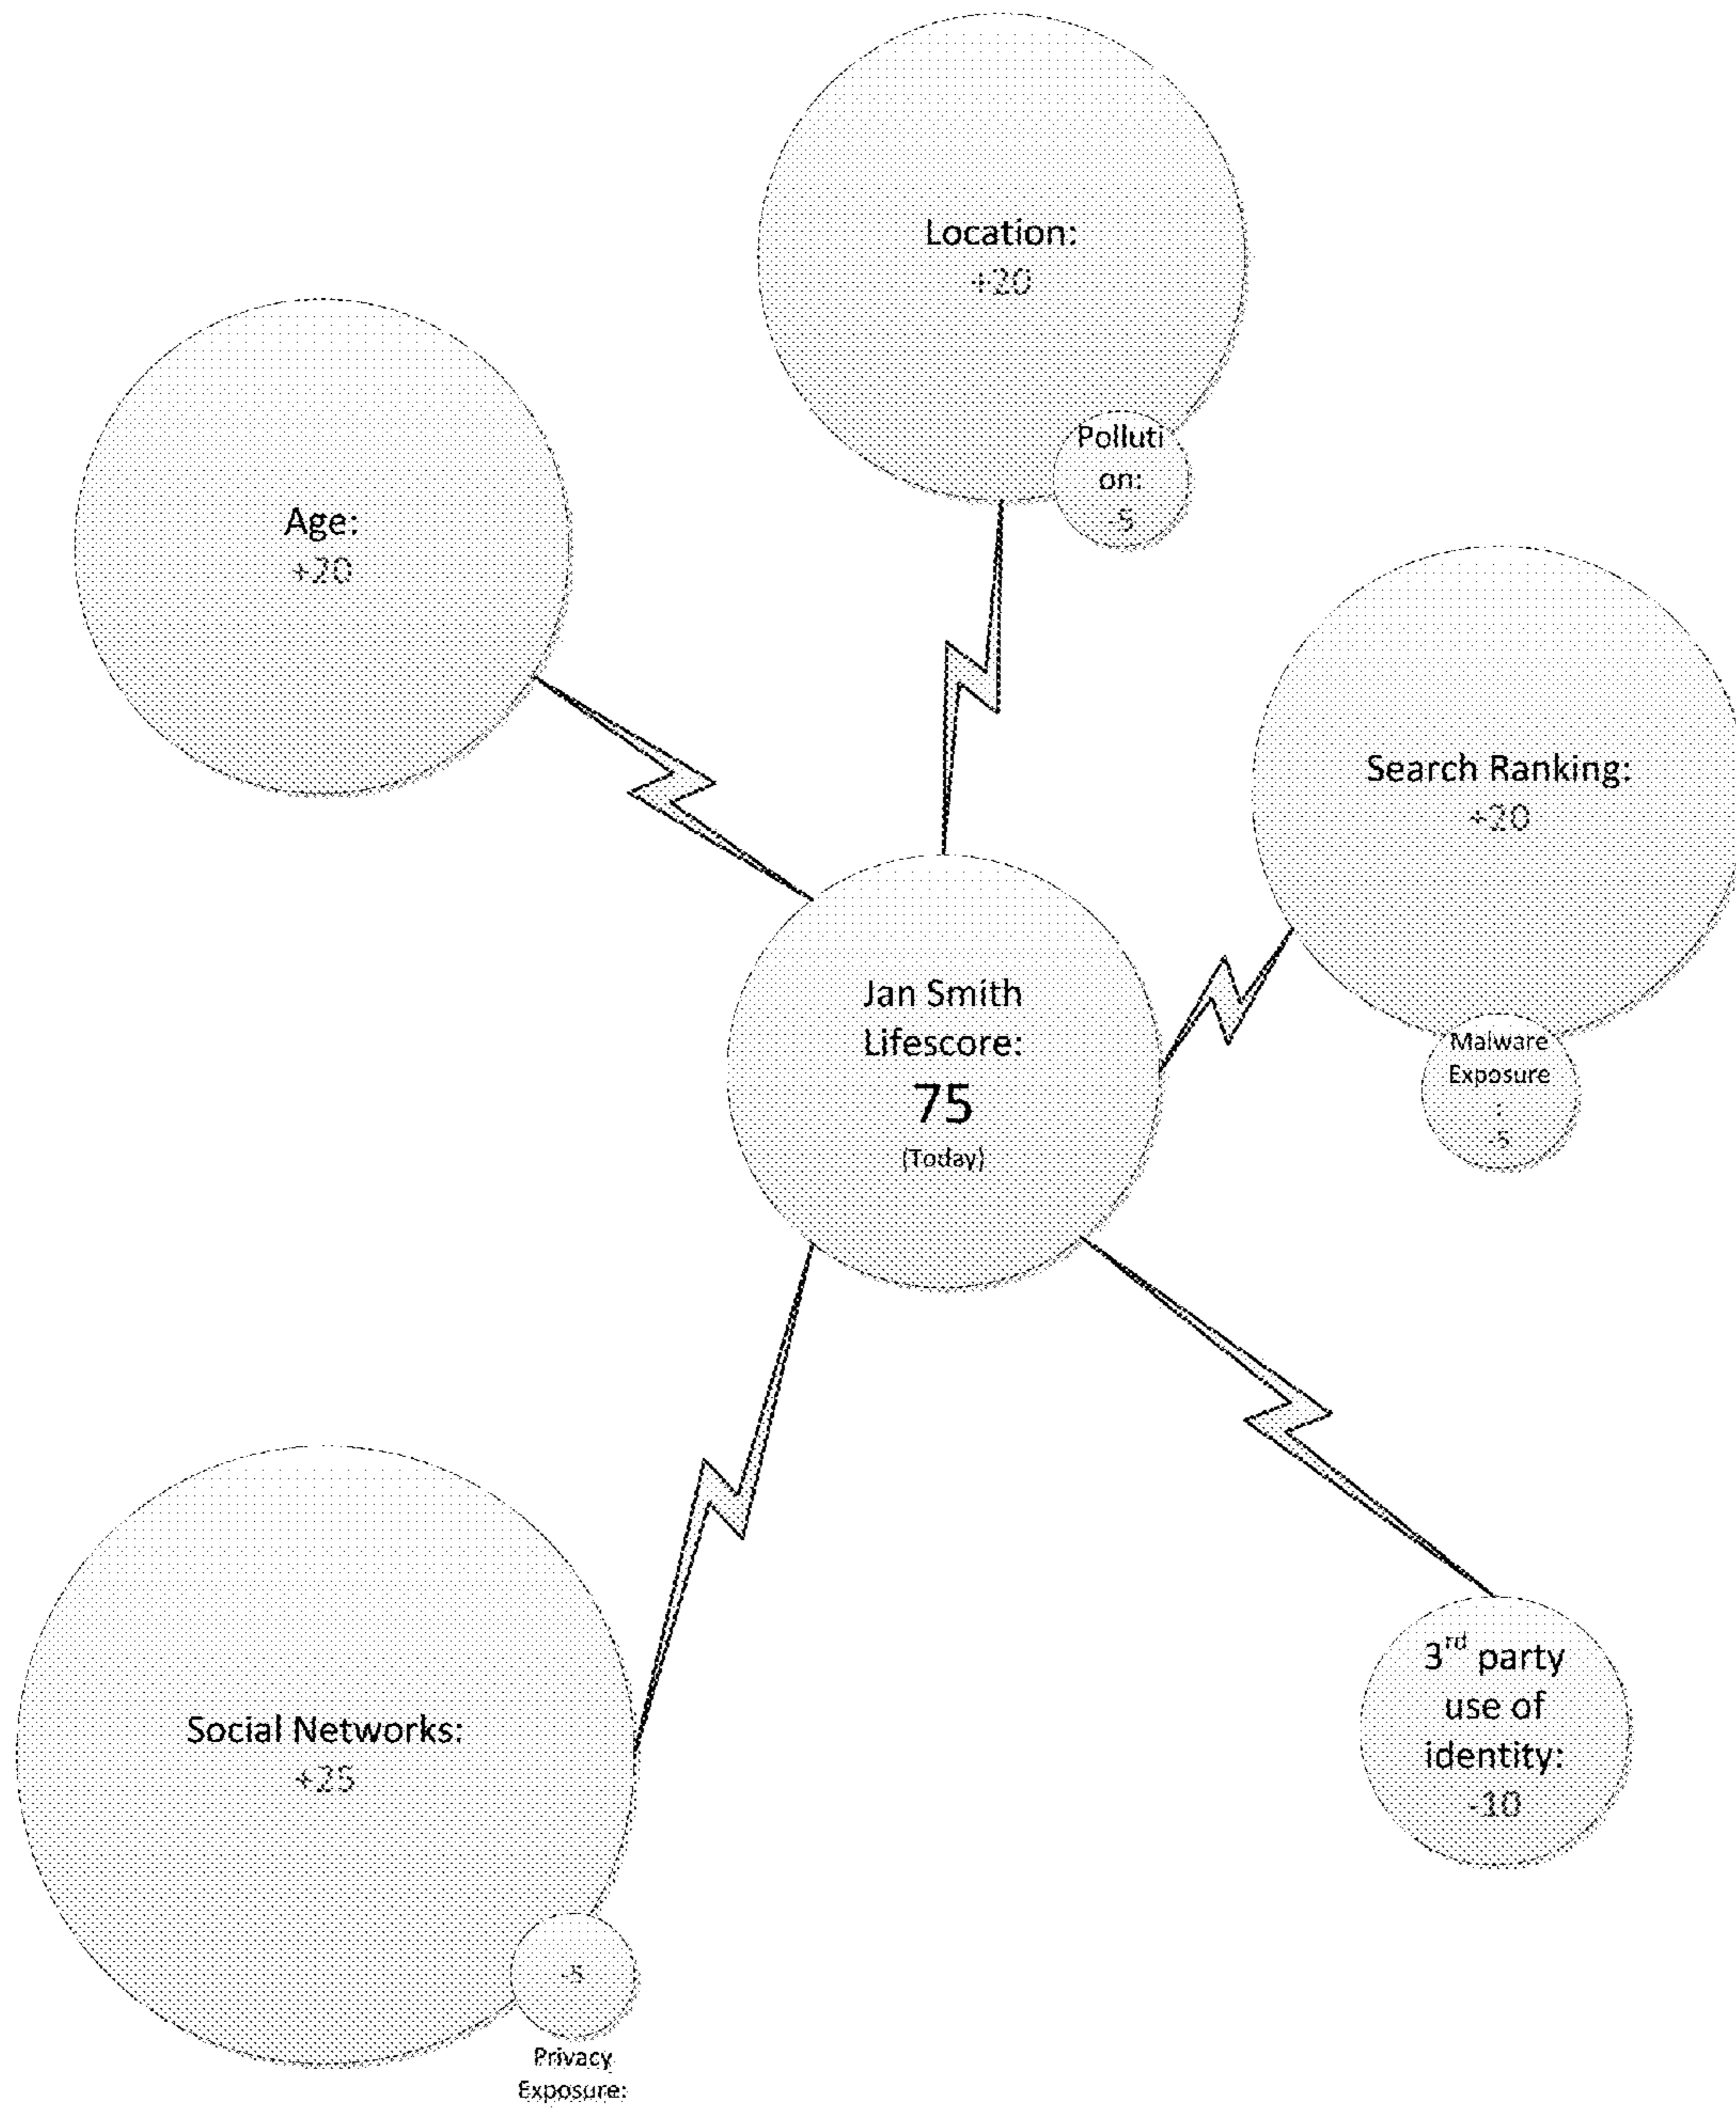 Location:
+20
Polluti
on:
-5
Age:
+20
Search Ranking:
+20
Malware
Exposure
:
-5
Jan Smith
Lifescore:
75
(Today)
Social Networks:
+25
-5
Privacy
Exposure:
3rd party
use of
identity:
-10